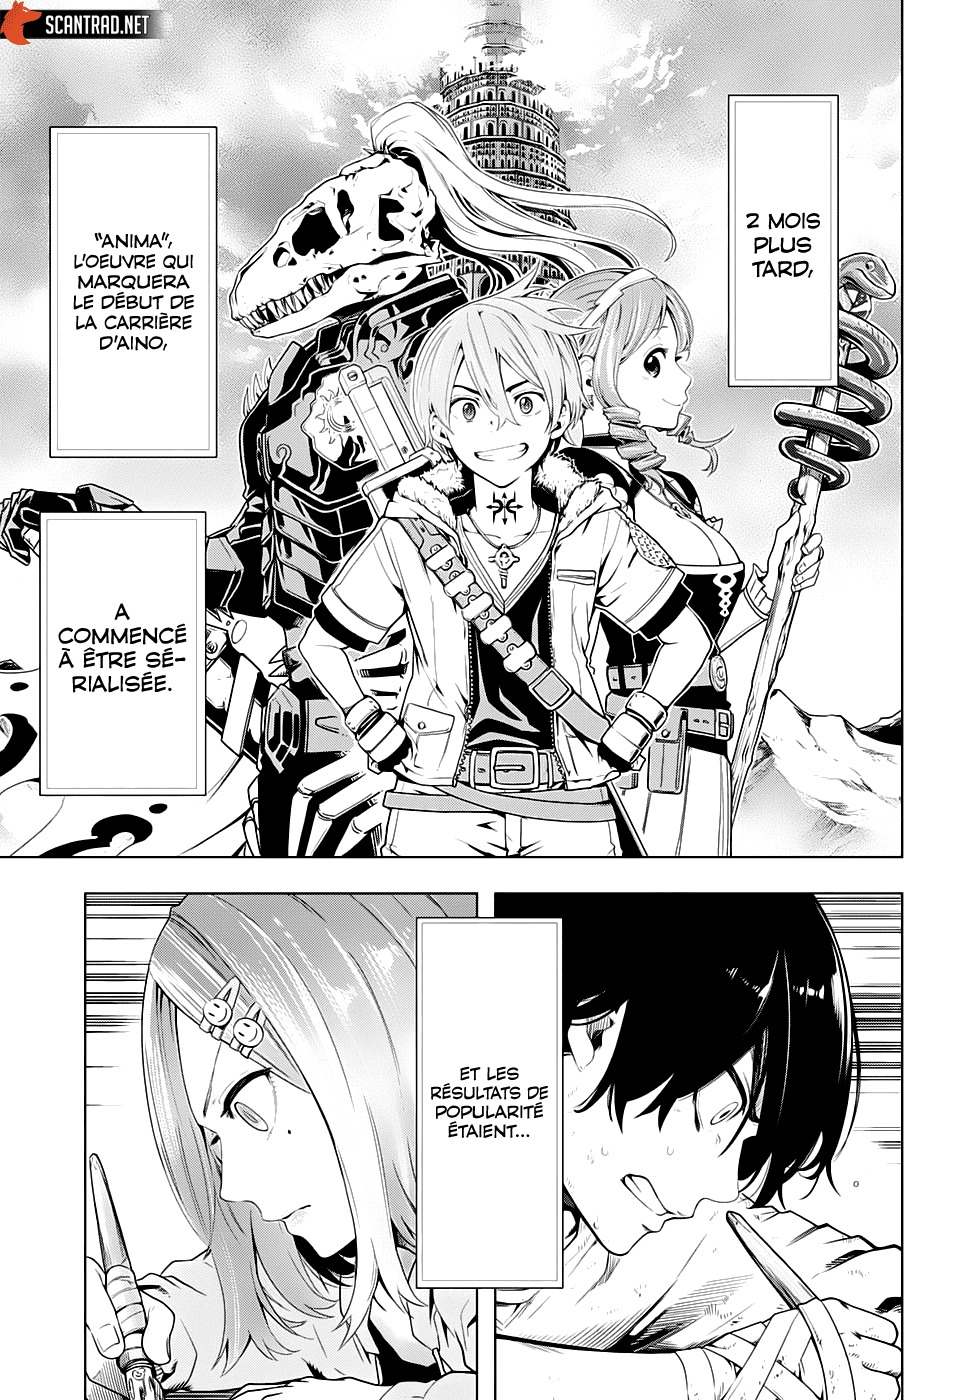 SCANTRAD.NET
2 MOIS
PLUS
TARD,
"ANIMA",
L'OEUVRE QUI
MARQUERA
LE DÉBUT DE
LA CARRIÈRE
D'AINO,
A
COMMENCÉ
À ÊTRE SÉ-
RIALISÉE.
ET LES
RÉSULTATS DE
POPULARITÉ
ÉTAIENT...